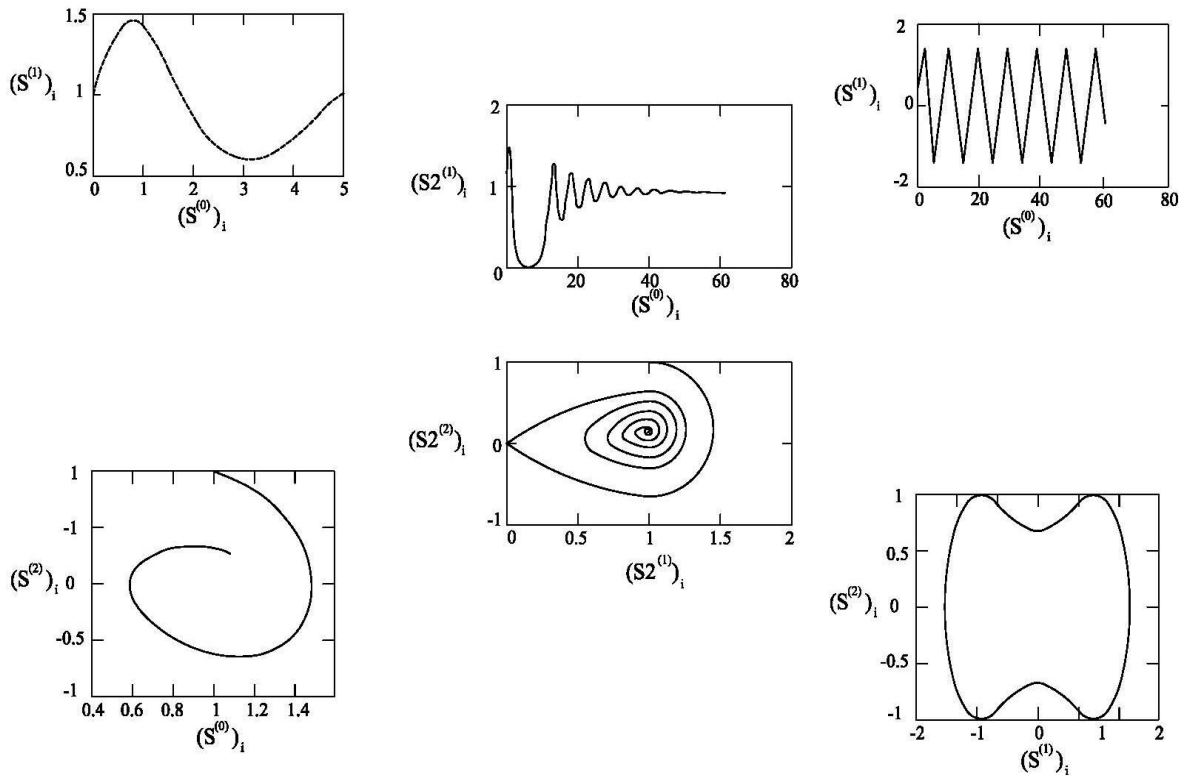 1.5
(S^(1))_i
1
0.5
0 1 2 3 4 5
(S^(0))_i
2
(S2^(1))_i
1
0
20 40 60 80
(S^(0))_i
2
(S^(1))_i
0
-2
0 20 40 60 80
(S^(0))_i
1
-1
(S^(2))_i
0
-0.5
-1
0.4 0.6 0.8 1 1.2 1.4
(S^(0))_i
1
(S2^(2))_i
0
-1
0 0.5 1 1.5 2
(S2^(1))_i
1
0.5
(S^(2))_i
0
-0.5
-1
-2 -1 0 1 2
(S^(1))_i